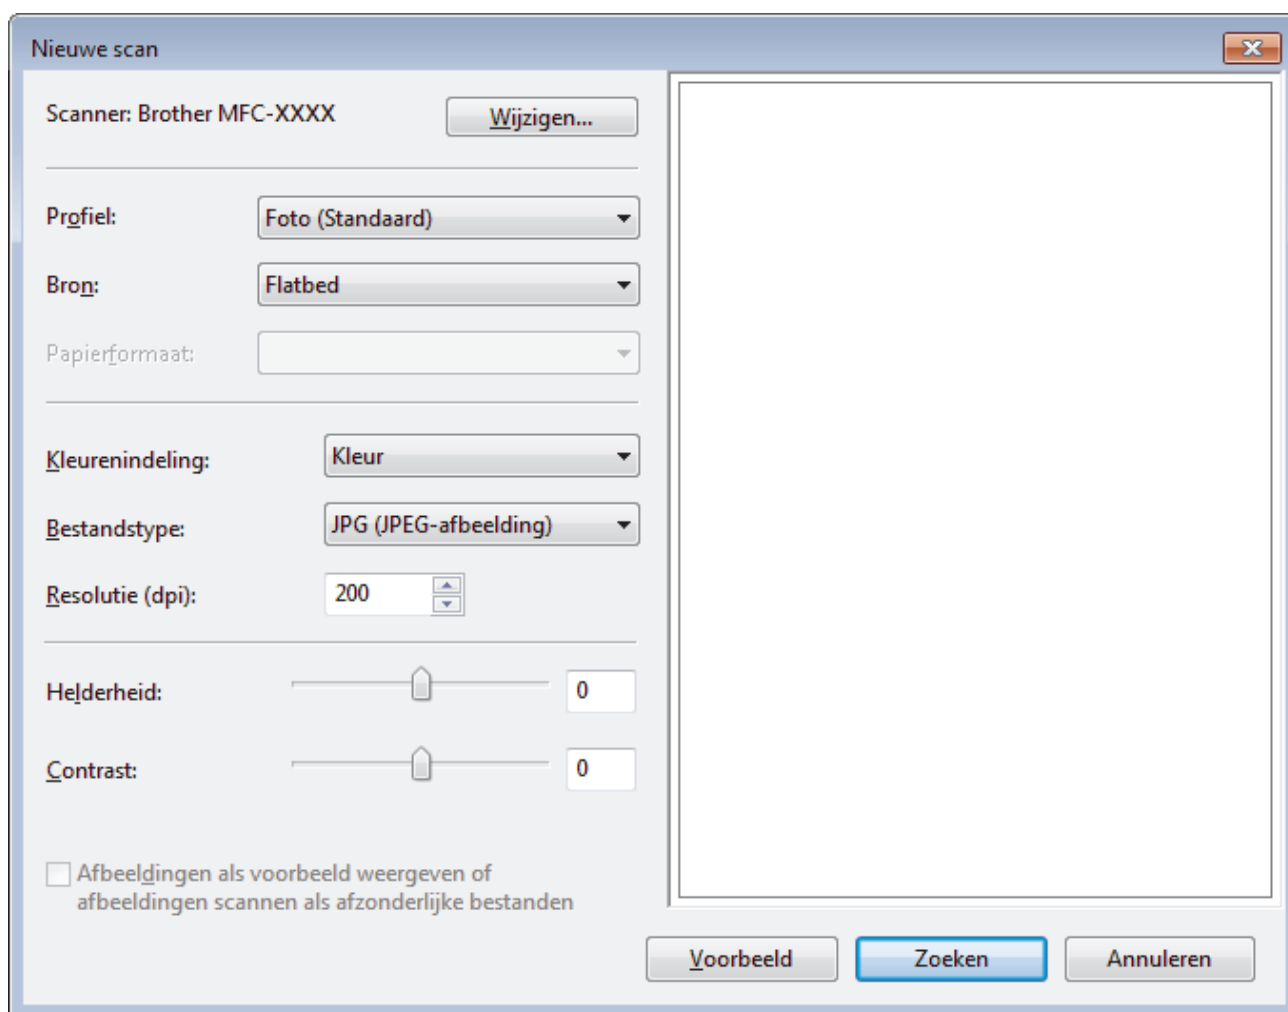 Nieuwe scan
Scanner: Brother MFC-XXXX
Wijzigen...
Profiel:
Foto (Standaard)
Bron:
Flatbed
Papierformaat:
Kleurenindeling:
Kleur
Bestandstype:
JPG (JPEG-afbeelding)
Resolutie (dpi):
200
Helderheid:
0
Contrast:
0
Afbeeldingen als voorbeeld weergeven of
afbeeldingen scannen als afzonderlijke bestanden
Voorbeeld
Zoeken
Annuleren